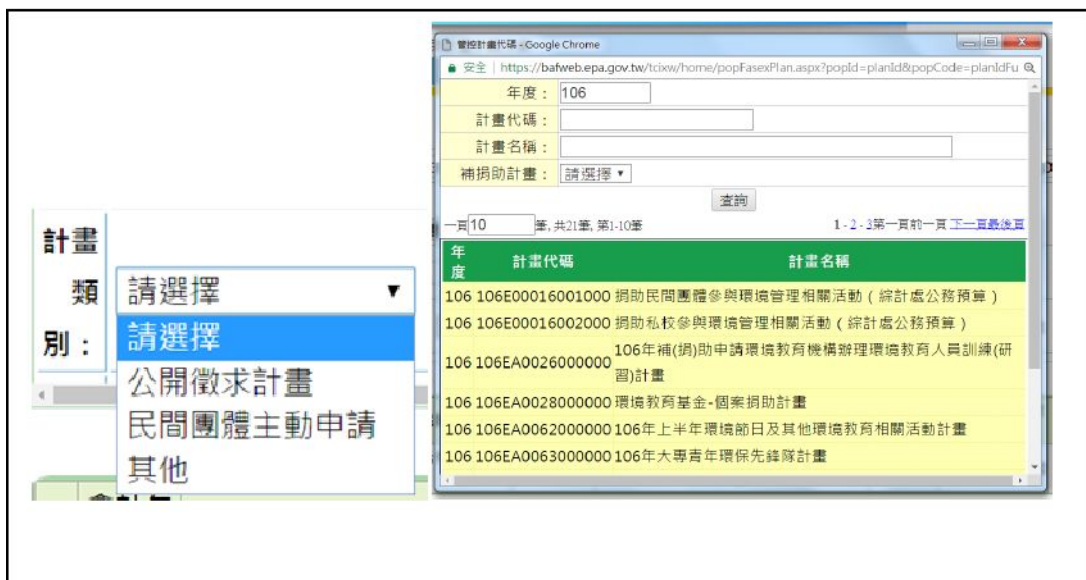 計畫
類
別：
請選擇
請選擇
公開徵求計畫
民間團體主動申請
其他
管控計畫代碼 - Google Chrome
安全 | https://bafweb.epa.gov.tw/tcixw/home/popFasexPlan.aspx?popId=planId&popCode=planIdFu
年度： 106
計畫代碼：
計畫名稱：
補捐助計畫： 請選擇
查詢
一頁 10 筆, 共21筆, 第1-10筆 1 - 2 - 3第一頁前一頁 下一頁最後頁
年度 計畫代碼 計畫名稱
106 106E00016001000 捐助民間團體參與環境管理相關活動（綜計處公務預算）
106 106E00016002000 捐助私校參與環境管理相關活動（綜計處公務預算）
106 106EA0026000000 106年補(捐)助申請環境教育機構辦理環境教育人員訓練(研
習)計畫
106 106EA0028000000 環境教育基金-個案捐助計畫
106 106EA0062000000 106年上半年環境節日及其他環境教育相關活動計畫
106 106EA0063000000 106年大專青年環保先鋒隊計畫